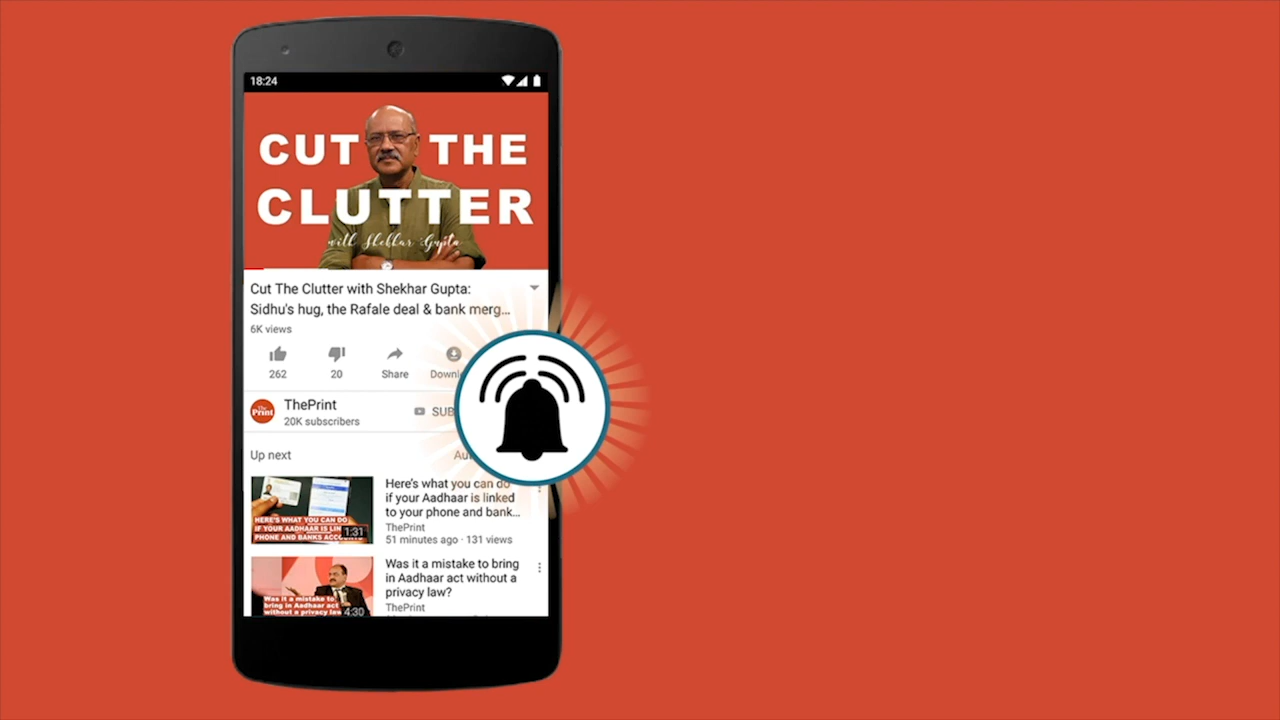 18:24
CUT THE
CLUTTER
with Shekhar Gupta
Cut The Clutter with Shekhar Gupta:
Sidhu's hug, the Rafale deal & bank merg...
6K views
262
20
Share
Downl
The
Print
ThePrint
20K subscribers
SUB
Up next
Au
HERE'S WHAT YOU CAN DO
IF YOUR AADHAAR IS LIN
PHONE AND BANKS ACCOUNTS
1:31
Here's what you can do
if your Aadhaar is linked
to your phone and bank...
ThePrint
51 minutes ago · 131 views
Was it a mistake to
bring in Aadhaar act
without a privacy law
4:30
Was it a mistake to bring
in Aadhaar act without a
privacy law?
ThePrint